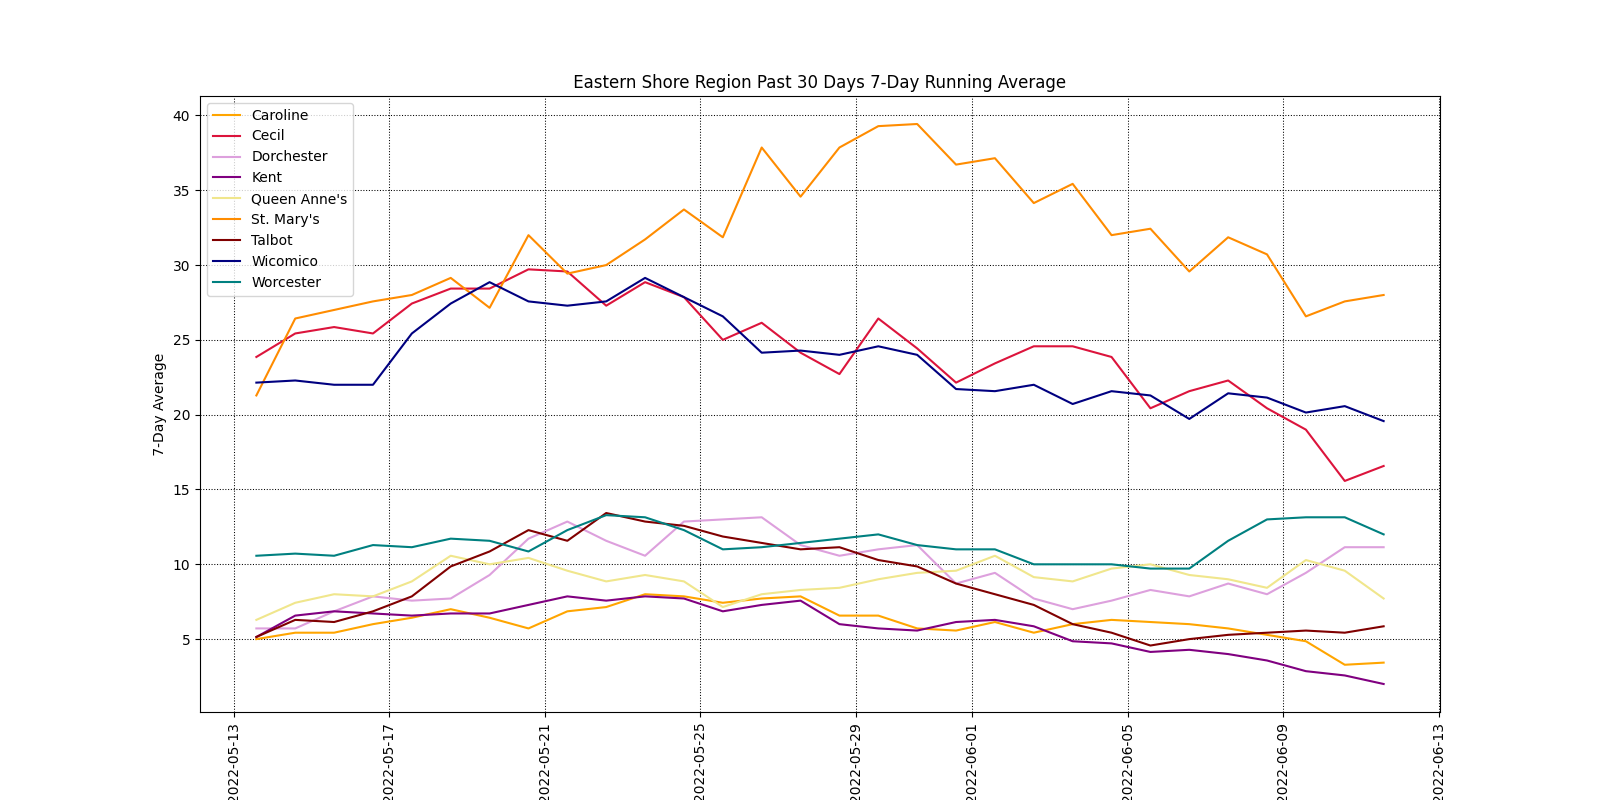 Eastern Shore Region Past 30 Days 7-Day Running Average
40
35
30
25
20
15
10
5
7-Day Average
Caroline
Cecil
Dorchester
Kent
Queen Anne's
St. Mary's
Talbot
Wicomico
Worcester
2022-05-13
2022-05-17
2022-05-21
2022-05-25
2022-05-29
2022-06-01
2022-06-05
2022-06-09
2022-06-13